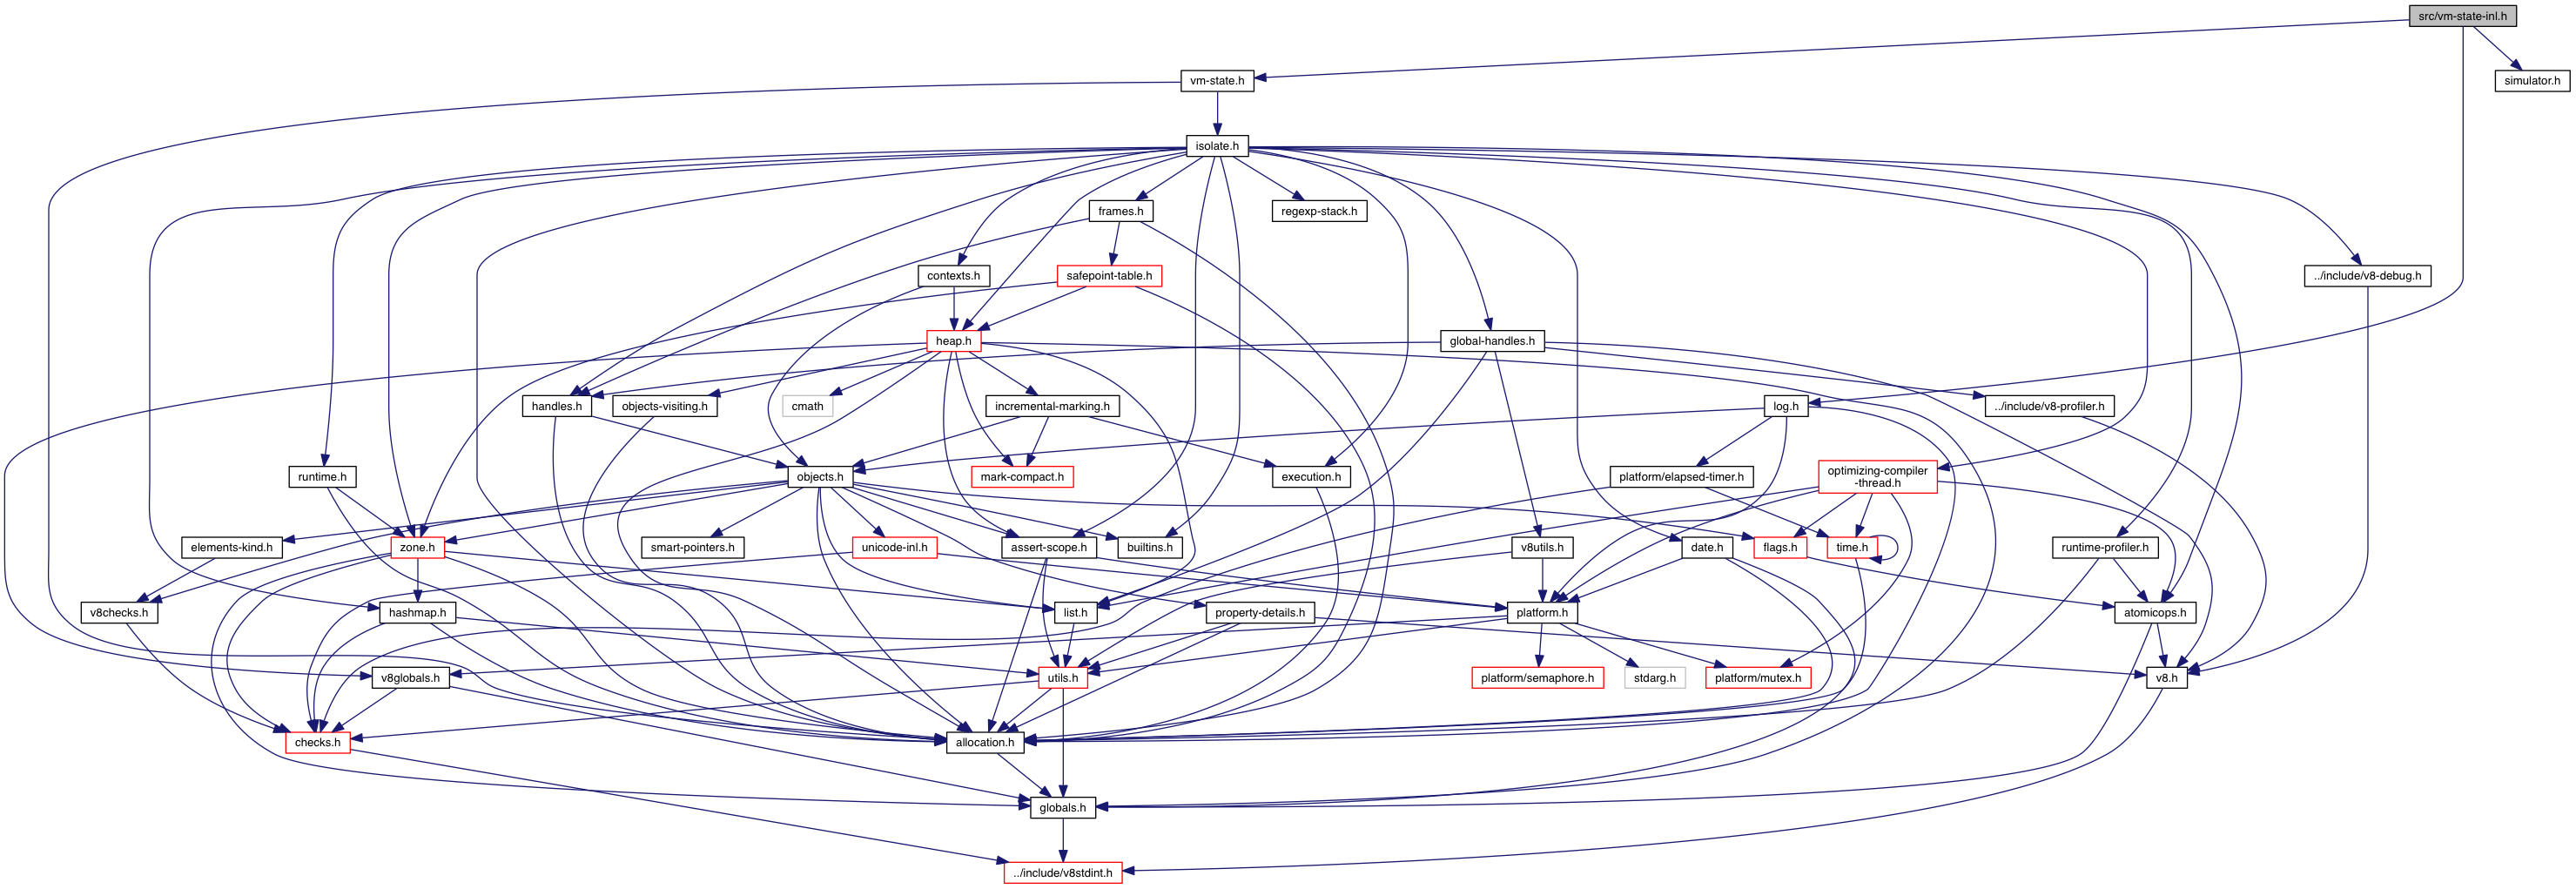 src/vm-state-inl.h
vm-state.h
simulator.h
isolate.h
frames.h
regexp-stack.h
contexts.h
safepoint-table.h
../include/v8-debug.h
heap.h
global-handles.h
handles.h
objects-visiting.h
cmath
incremental-marking.h
log.h
../include/v8-profiler.h
runtime.h
objects.h
mark-compact.h
execution.h
platform/elapsed-timer.h
optimizing-compiler
-thread.h
elements-kind.h
zone.h
smart-pointers.h
unicode-inl.h
assert-scope.h
builtins.h
v8utils.h
date.h
flags.h
time.h
runtime-profiler.h
v8checks.h
hashmap.h
list.h
property-details.h
platform.h
atomicops.h
v8globals.h
utils.h
platform/semaphore.h
stdarg.h
platform/mutex.h
v8.h
checks.h
allocation.h
globals.h
../include/v8stdint.h